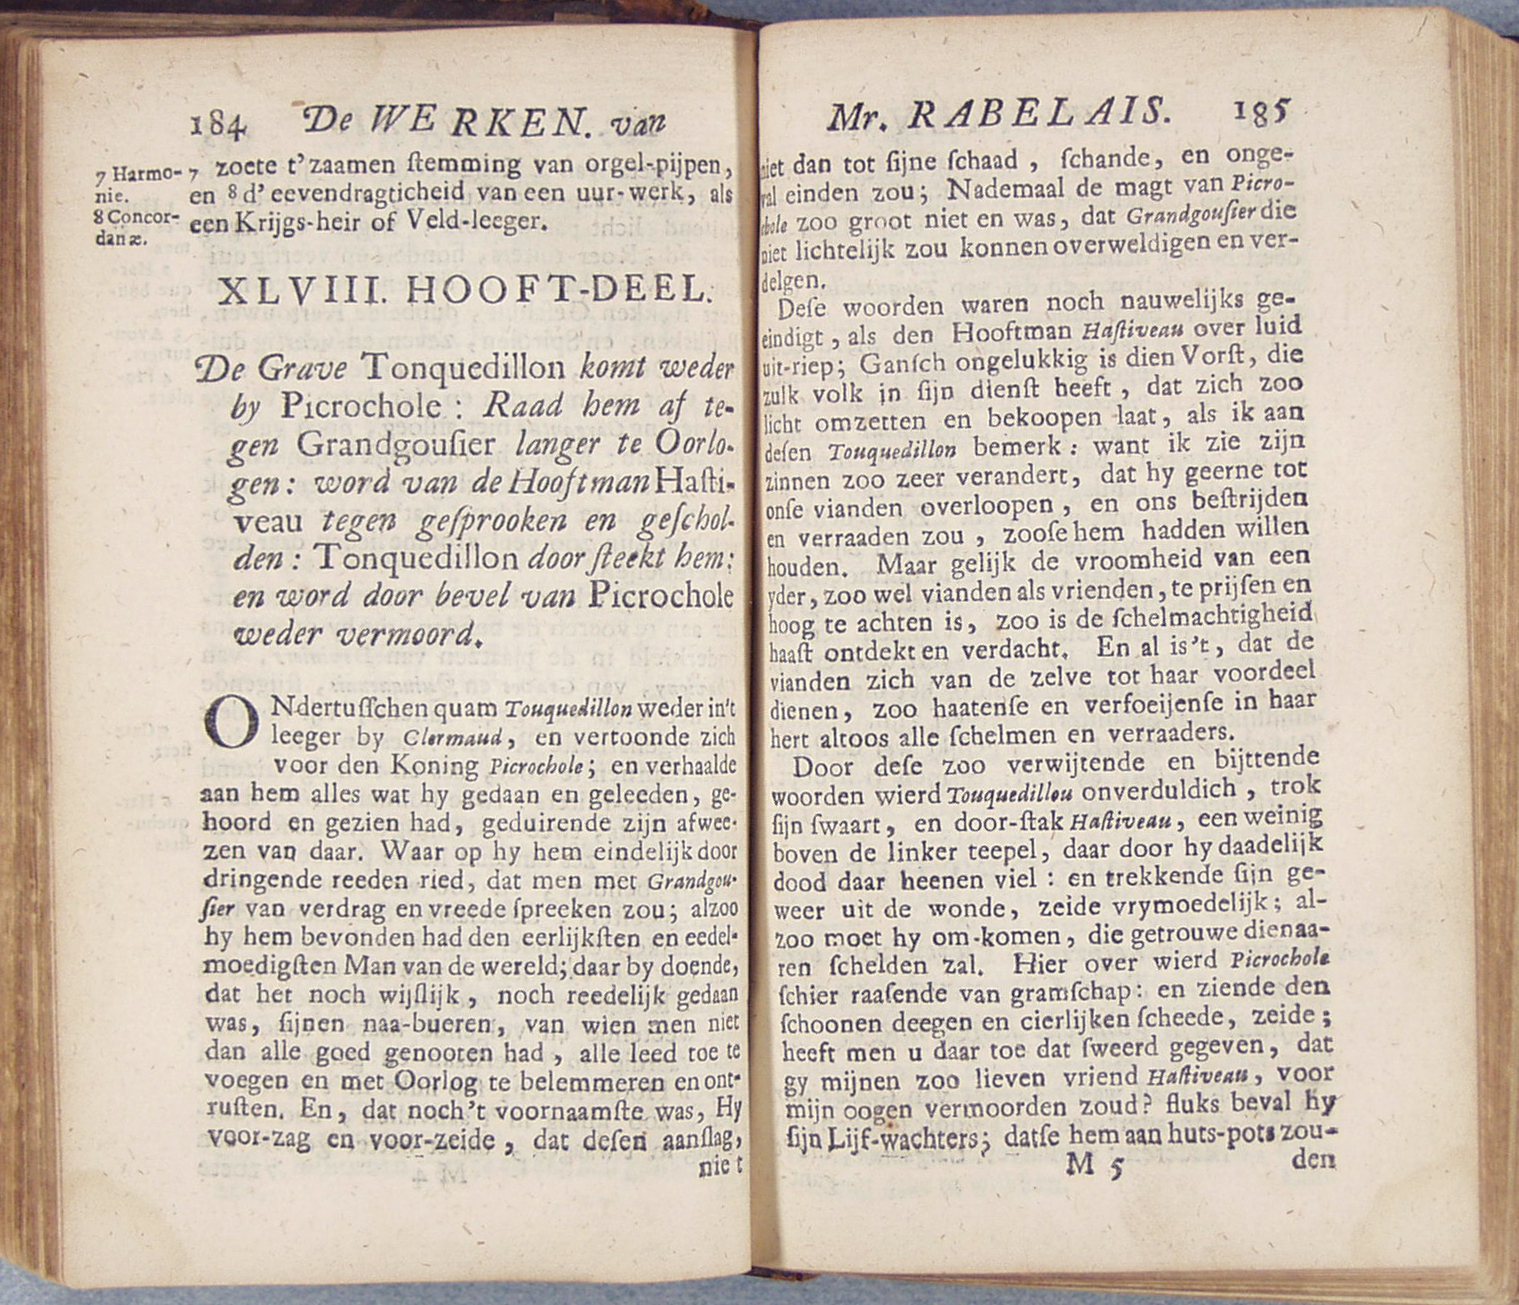 184 De WERKEN. van
7 Harmo-
nie.
8 Concor-
danæ.
7 zoete t'zaamen ſtemming van orgel-pijpen,
en 8 d' eevendragticheid van een uur-werk, als
een Krijgs-heir of Veld-leeger.
XLVIII. HOOFT-DEEL.
De Grave Tonquedillon komt weder
by Picrochole : Raad hem af te-
gen Grandgouſier langer te Oorlo-
gen : word van de Hooftman Haſti-
veau tegen geſprooken en geſchol-
den : Tonquedillon doorſteekt hem:
en word door bevel van Picrochole
weder vermoord.
ONdertuſſchen quam Touquedillon weder in't
leeger by Clermaud, en vertoonde zich
voor den Koning Picrochole; en verhaalde
aan hem alles wat hy gedaan en geleeden, ge-
hoord en gezien had, geduirende zijn afwee-
zen van daar. Waar op hy hem eindelijk door
dringende reeden ried, dat men met Grandgou-
ſier van verdrag en vreede ſpreeken zou; alzoo
hy hem bevonden had den eerlijkſten en eedel-
moedigſten Man van de wereld; daar by doende,
dat het noch wijſlijk, noch reedelijk gedaan
was, ſijnen naa-bueren, van wien men niet
dan alle goed genooten had, alle leed toe te
voegen en met Oorlog te belemmeren en ont-
ruſten. En, dat noch't voornaamſte was, Hy
voor-zag en voor-zeide, dat deſen aanſlag,
niet
Mr. RABELAIS. 185
niet dan tot ſijne ſchaad, ſchande, en onge-
val einden zou; Nademaal de magt van Picro-
chole zoo groot niet en was, dat Grandgouſier die
niet lichtelijk zou konnen overweldigen en ver-
delgen.
Deſe woorden waren noch nauwelijks ge-
eindigt, als den Hooftman Haſtiveau over luid
uit-riep; Ganſch ongelukkig is dien Vorſt, die
zulk volk in ſijn dienſt heeft, dat zich zoo
licht omzetten en bekoopen laat, als ik aan
deſen Touquedillon bemerk : want ik zie zijn
zinnen zoo zeer verandert, dat hy geerne tot
onſe vianden overloopen, en ons beſtrijden
en verraaden zou, zooſe hem hadden willen
houden. Maar gelijk de vroomheid van een
yder, zoo wel vianden als vrienden, te prijſen en
hoog te achten is, zoo is de ſchelmachtigheid
haaſt ontdekt en verdacht. En al is't, dat de
vianden zich van de zelve tot haar voordeel
dienen, zoo haatenſe en verfoeijenſe in haar
hert altoos alle ſchelmen en verraaders.
Door deſe zoo verwijtende en bijttende
woorden wierd Touquedillou onverduldich, trok
ſijn ſwaart, en door-ſtak Haſtiveau, een weinig
boven de linker teepel, daar door hy daadelijk
dood daar heenen viel : en trekkende ſijn ge-
weer uit de wonde, zeide vrymoedelijk; al-
zoo moet hy om-komen, die getrouwe dienaa-
ren ſchelden zal. Hier over wierd Picrochole
ſchier raaſende van gramſchap: en ziende den
ſchoonen deegen en cierlijken ſcheede, zeide;
heeft men u daar toe dat ſweerd gegeven, dat
gy mijnen zoo lieven vriend Haſtiveau, voor
mijn oogen vermoorden zoud? fluks beval hy
ſijn Lijf-wachters; datſe hem aan huts-pots zou-
M 5 den